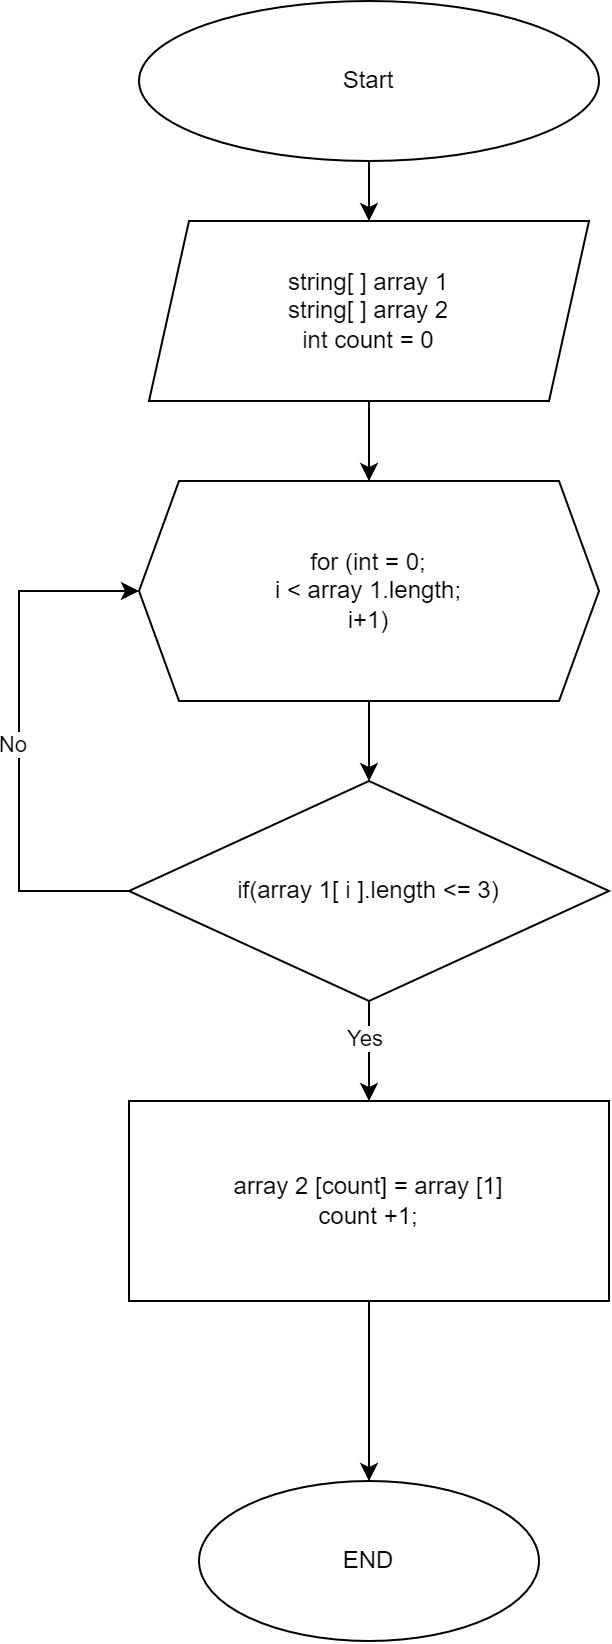 Start
string[ ] array 1
string[ ] array 2
int count = 0
for (int = 0;
i < array 1.length;
i+1)
No
if(array 1[ i ].length <= 3)
Yes
array 2 [count] = array [1]
count +1;
END